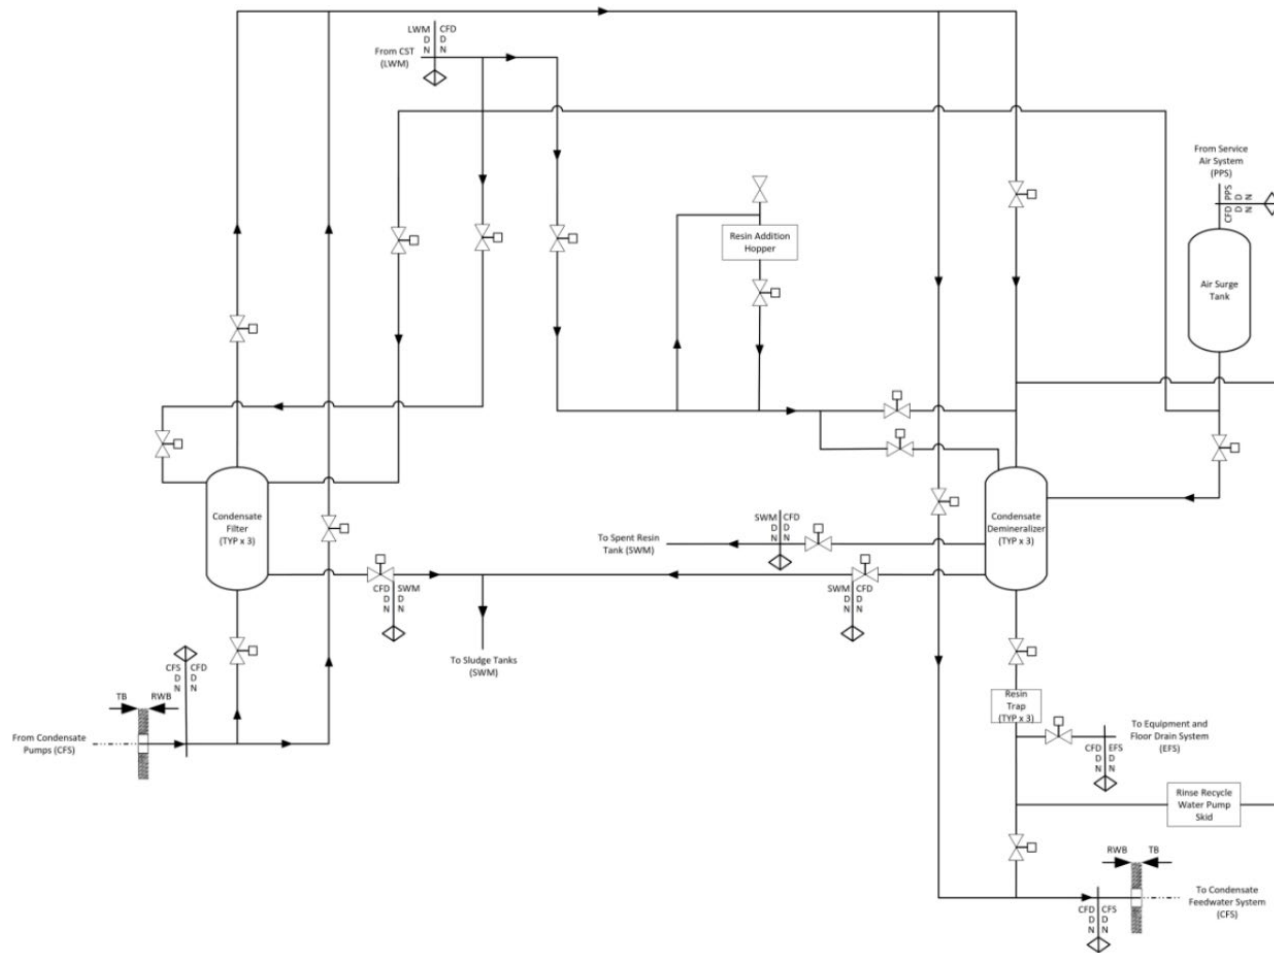 LWM CFD
D D
N N
From CST
(LWM)
From Service
Air System
(PPS)
CFD PPS
D D
N N
Resin Addition
Hopper
Air Surge
Tank
Condensate
Filter
(TYP x 3)
SWM CFD
D D
N N
To Spent Resin
Tank (SWM)
Condensate
Demineralizer
(TYP x 3)
CFD SWM
D D
N N
SWM CFD
D D
N N
To Sludge Tanks
(SWM)
CFS CFD
D D
N N
TB RWB
From Condensate
Pumps (CFS)
Resin
Trap
(TYP x 3)
To Equipment and
Floor Drain System
(EFS)
CFD EFS
D D
N N
Rinse Recycle
Water Pump
Skid
RWB TB
To Condensate
Feedwater System
(CFS)
CFD CFS
D D
N N